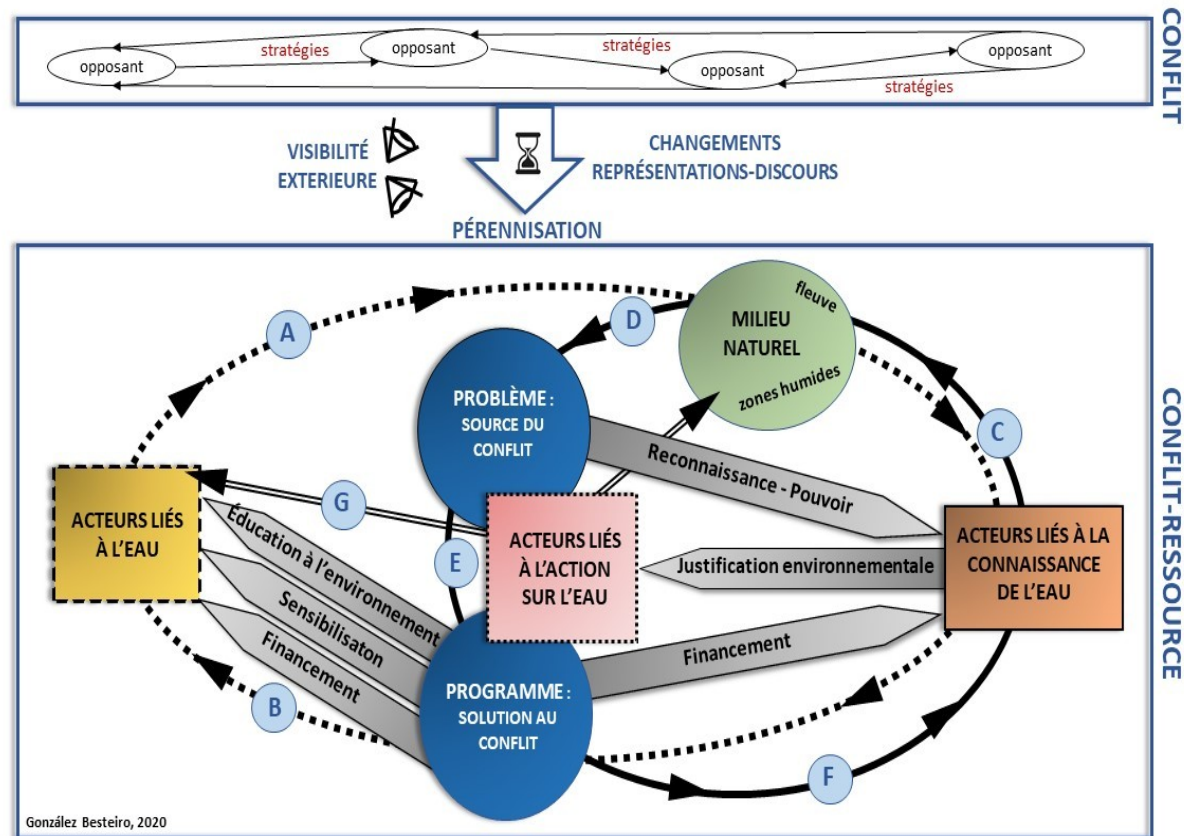 opposant
stratégies
opposant
stratégies
opposant
stratégies
opposant
CONFLIT
VISIBILITÉ
EXTERIEURE
CHANGEMENTS
REPRÉSENTATIONS-DISCOURS
PÉRENNISATION
A
D
fleuve
MILIEU
NATUREL
zones humides
C
PROBLÈME :
SOURCE DU
CONFLIT
Reconnaissance - Pouvoir
ACTEURS LIÉS
À L'EAU
G
E
Éducation à l'environnement
Sensibilisaton
Financement
ACTEURS LIÉS
À L'ACTION
SUR L'EAU
Justification environnementale
ACTEURS LIÉS À LA
CONNAISSANCE
DE L'EAU
Financement
PROGRAMME :
SOLUTION AU
CONFLIT
B
F
CONFLIT-RESSOURCE
González Besteiro, 2020